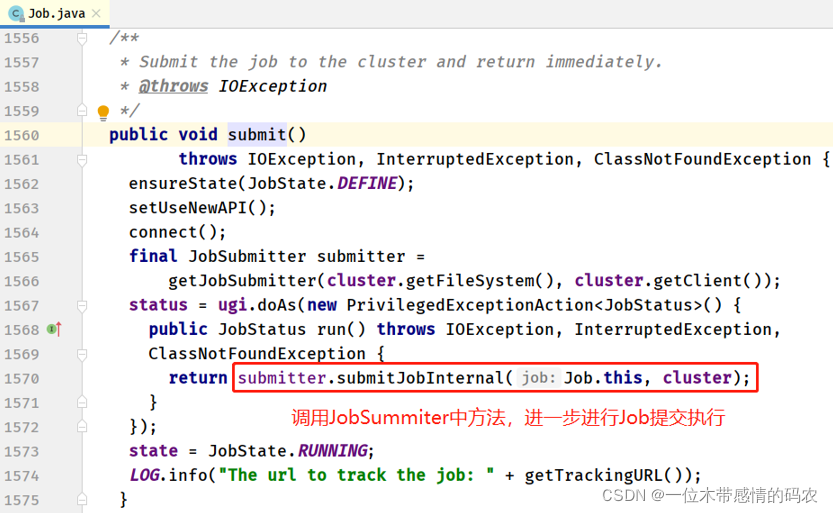 Job.java
1556 /**
1557 * Submit the job to the cluster and return immediately.
1558 * @throws IOException
1559 */
1560 public void submit()
1561 throws IOException, InterruptedException, ClassNotFoundException {
1562 ensureState(JobState.DEFINE);
1563 setUseNewAPI();
1564 connect();
1565 final JobSubmitter submitter =
1566 getJobSubmitter(cluster.getFileSystem(), cluster.getClient());
1567 status = ugi.doAs(new PrivilegedExceptionAction<JobStatus>() {
1568 public JobStatus run() throws IOException, InterruptedException,
1569 ClassNotFoundException {
1570 return submitter.submitJobInternal( job: Job.this, cluster);
1571 }
调用JobSummiter中方法，进一步进行Job提交执行
1572 });
1573 state = JobState.RUNNING;
1574 LOG.info("The url to track the job: " + getTrackingURL());
1575 }
CSDN @一位木带感情的码农